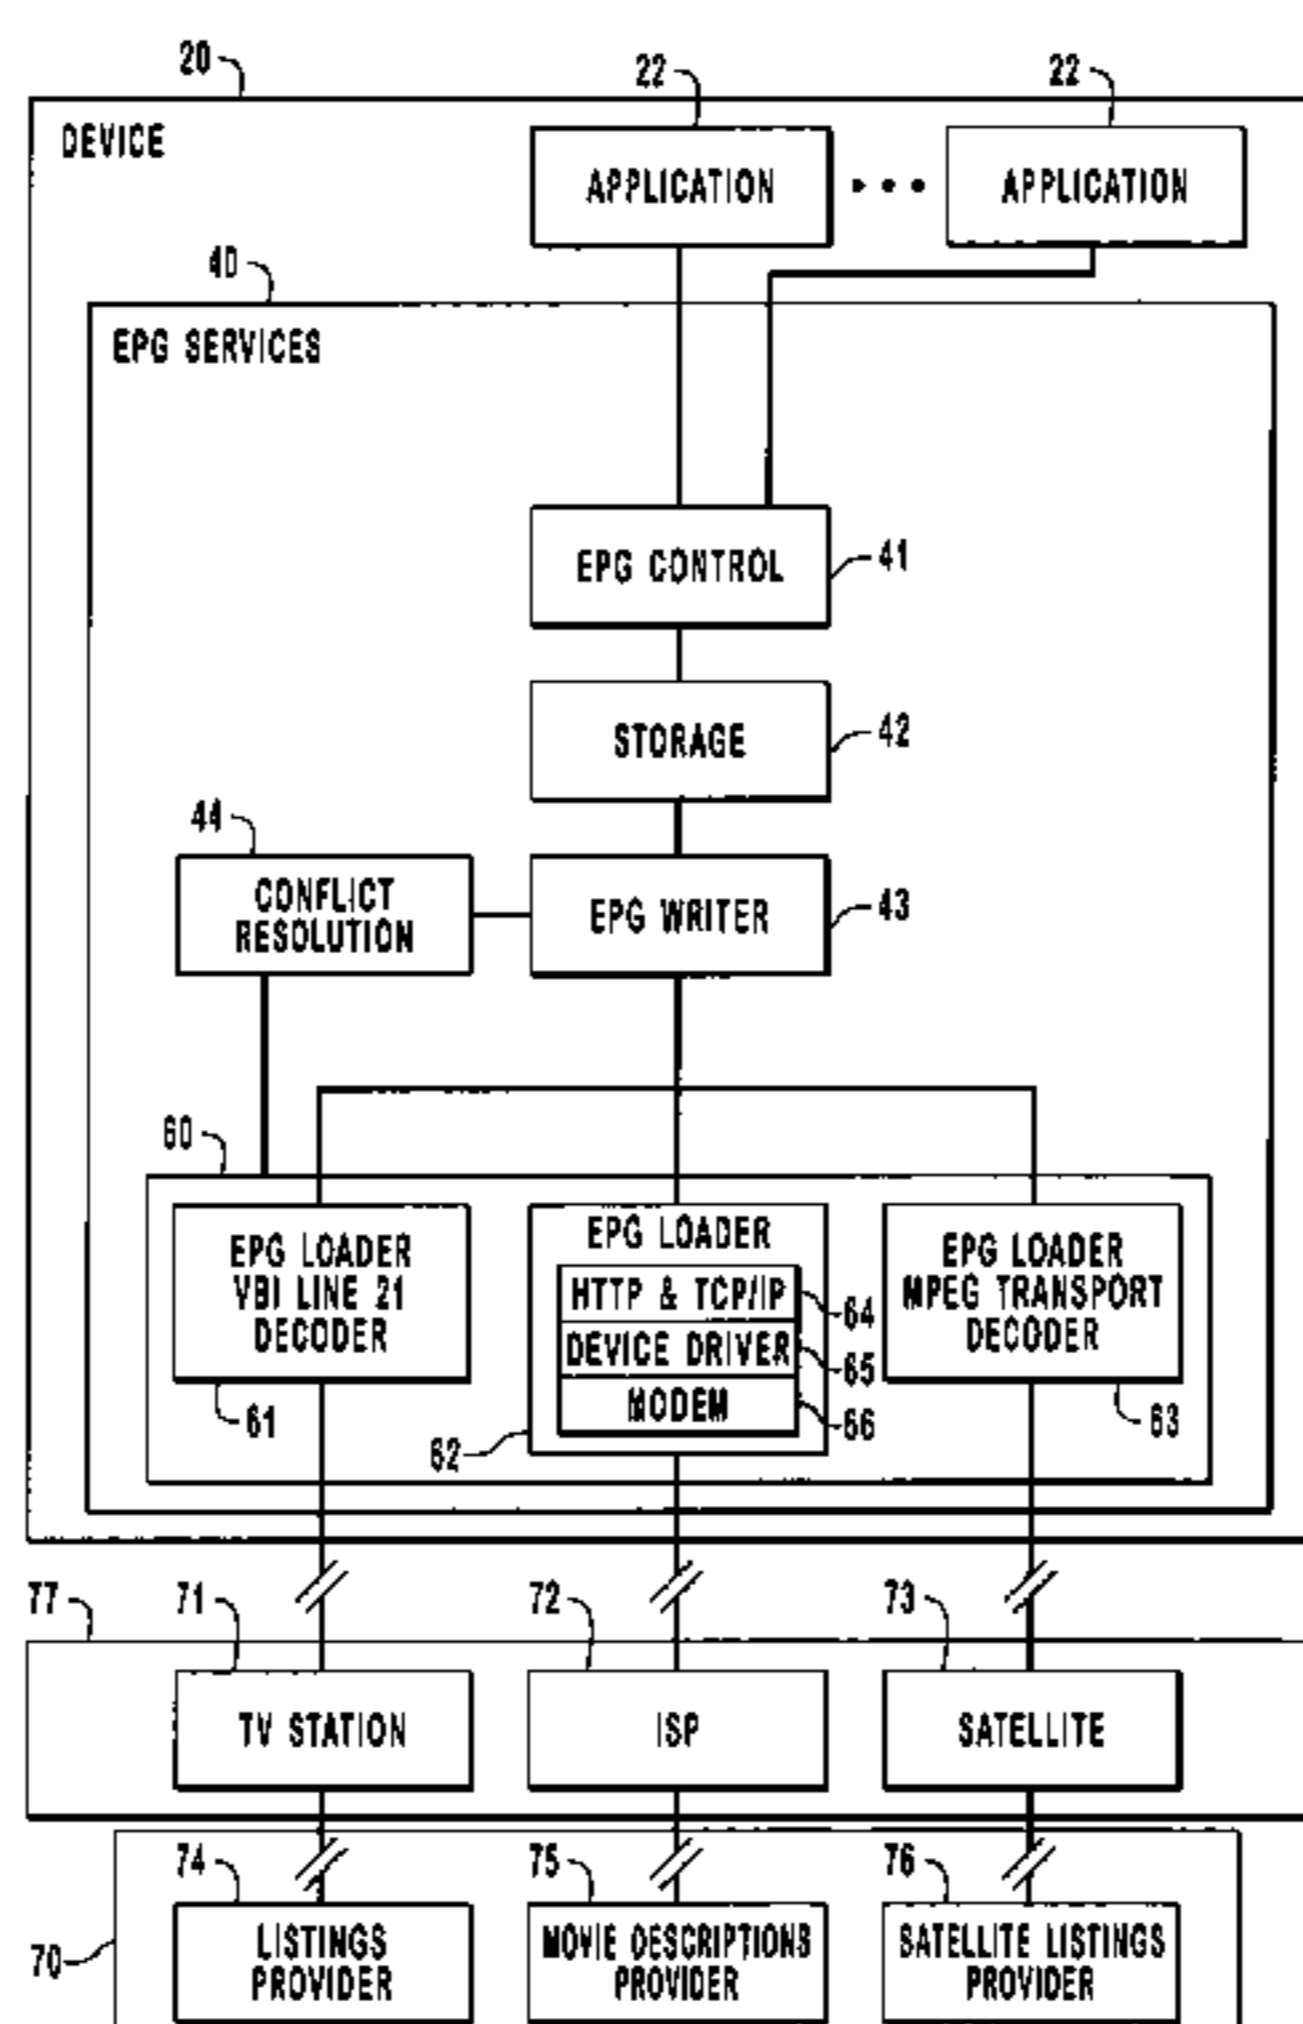 20
22
22
DEVICE
APPLICATION
• • •
APPLICATION
40
EPG SERVICES
EPG CONTROL
41
STORAGE
42
44
CONFLICT
RESOLUTION
EPG WRITER
43
60
EPG LOADER
VBI LINE 21
DECODER
61
EPG LOADER
HTTP & TCP/IP
64
DEVICE DRIVER
65
MODEM
66
62
EPG LOADER
MPEG TRANSPORT
DECODER
63
77
71
72
73
TV STATION
ISP
SATELLITE
74
75
76
70
LISTINGS
PROVIDER
MOVIE DESCRIPTIONS
PROVIDER
SATELLITE LISTINGS
PROVIDER